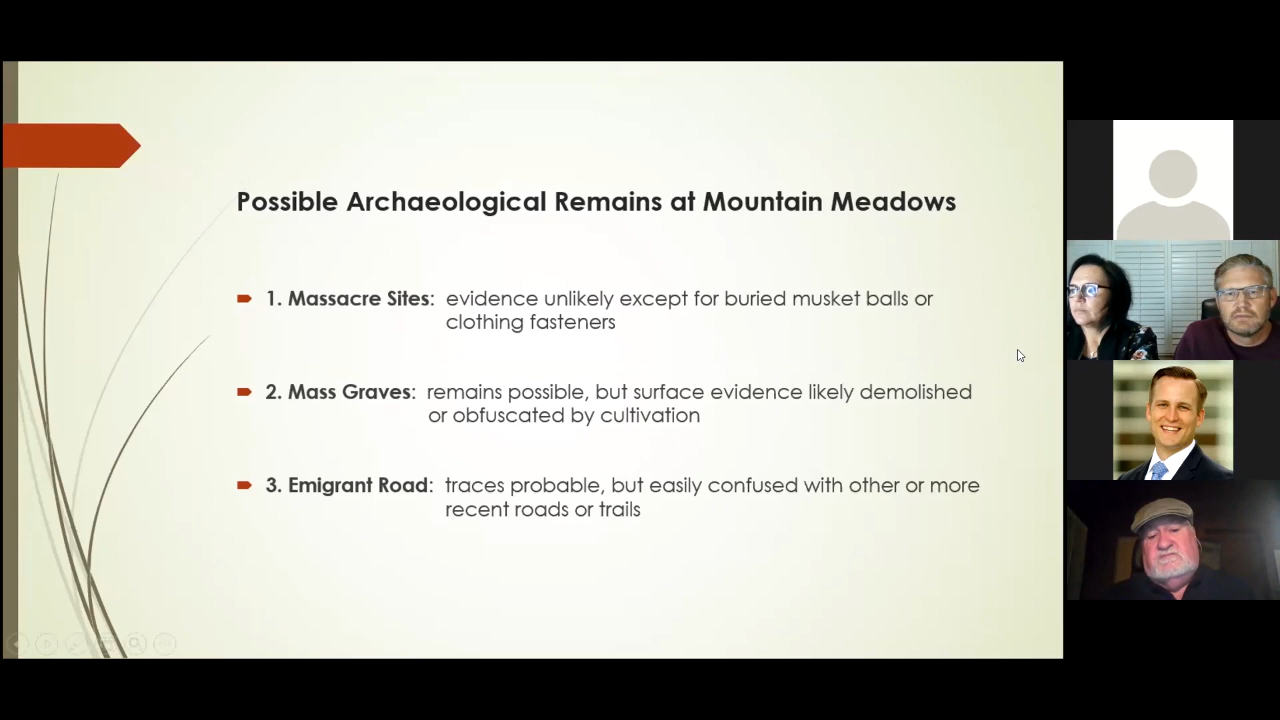 Possible Archaeological Remains at Mountain Meadows
1. Massacre Sites: evidence unlikely except for buried musket balls or
clothing fasteners
2. Mass Graves: remains possible, but surface evidence likely demolished
or obfuscated by cultivation
3. Emigrant Road: traces probable, but easily confused with other or more
recent roads or trails